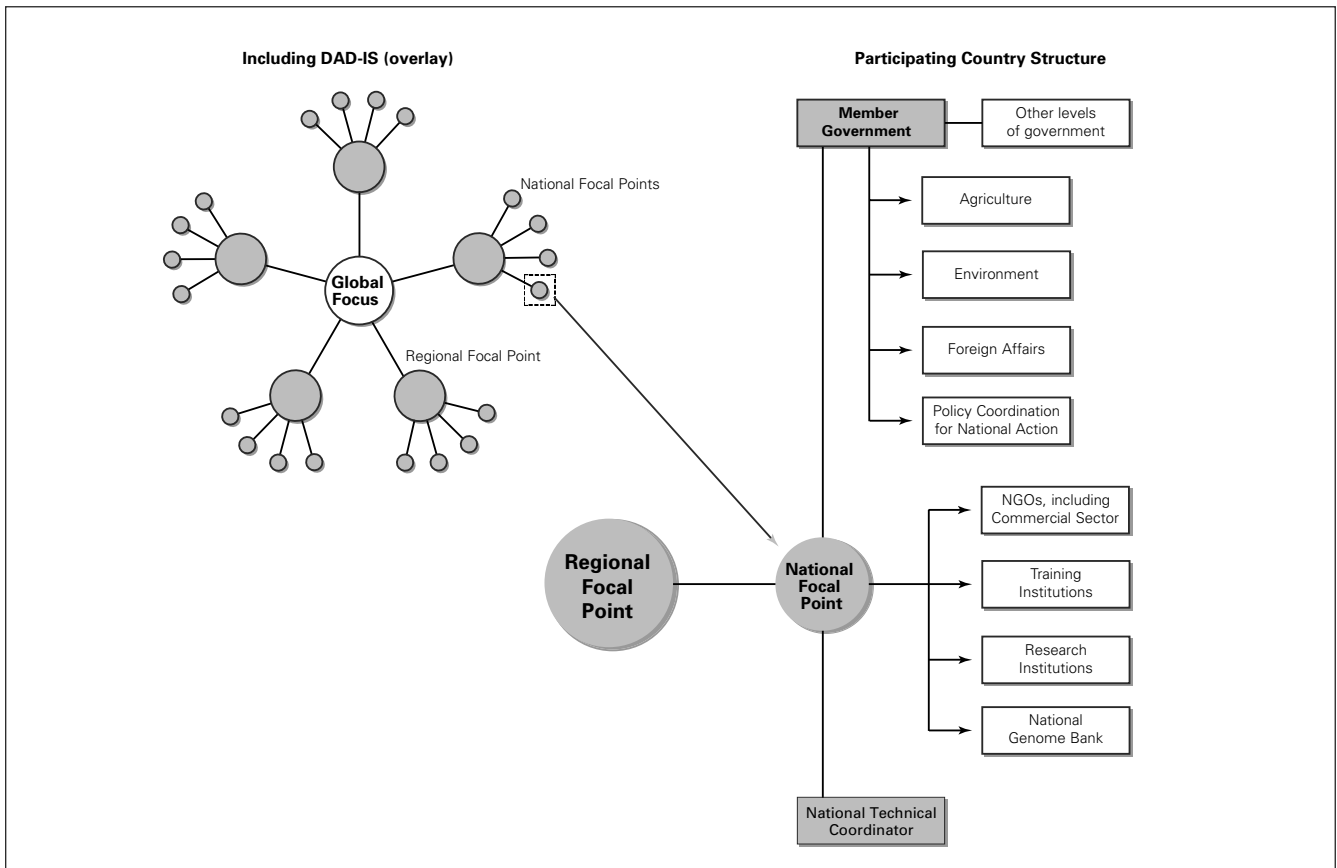 Including DAD-IS (overlay)
National Focal Points
Global
Focus
Regional Focal Point
Participating Country Structure
Member
Government
Other levels
of government
Agriculture
Environment
Foreign Affairs
Policy Coordination
for National Action
Regional
Focal
Point
National
Focal
Point
NGOs, including
Commercial Sector
Training
Institutions
Research
Institutions
National
Genome Bank
National Technical
Coordinator